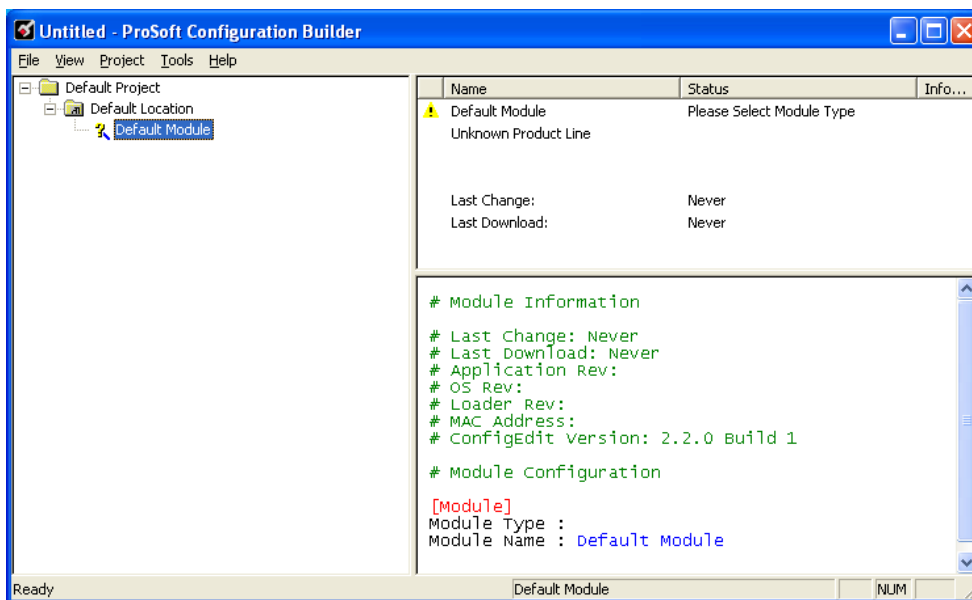 Untitled - ProSoft Configuration Builder
File View Project Tools Help
Default Project
Default Location
Default Module
Name Status Info...
Default Module Please Select Module Type
Unknown Product Line
Last Change: Never
Last Download: Never
# Module Information
# Last Change: Never
# Last Download: Never
# Application Rev:
# OS Rev:
# Loader Rev:
# MAC Address:
# ConfigEdit Version: 2.2.0 Build 1
# Module Configuration
[Module]
Module Type :
Module Name : Default Module
Ready Default Module NUM